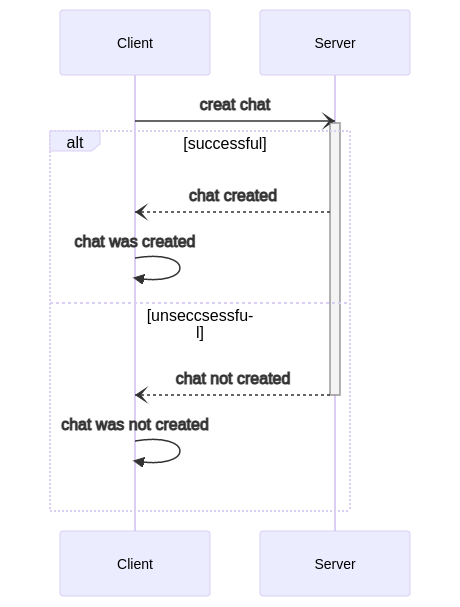 Client
Server
creat chat
alt
[successful]
chat created
chat was created
[unseccsessfu-
l]
chat not created
chat was not created
Client
Server